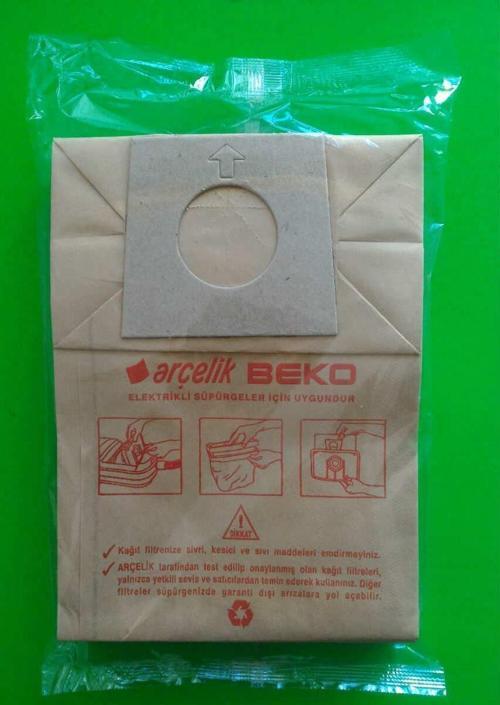 arçelik BEKO
ELEKTRİKLİ SÜPÜRGELER İÇİN UYGUNDUR
DİKKAT
Kağıt filtrenize sivri, kesici ve sıvı maddeleri emdirmeyiniz.
ARÇELİK tarafından test edilip onaylanmış olan kağıt filtreleri,
yalnızca yetkili sevis ve satıcılardan temin ederek kullanınız. Diğer
filtreler süpürgenizde garanti dışı arızalara yol açabilir.